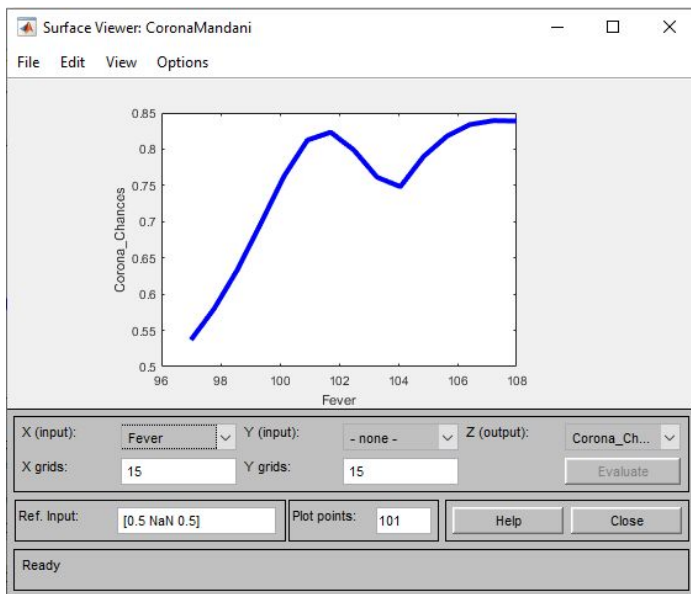 Surface Viewer: CoronaMandani
File Edit View Options
0.85
0.8
0.75
0.7
0.65
0.6
0.55
0.5
Corona_Chances
96 98 100 102 104 106 108
Fever
X (input): Fever Y (input): - none - Z (output): Corona_Ch...
X grids: 15 Y grids: 15 Evaluate
Ref. Input: [0.5 NaN 0.5] Plot points: 101 Help Close
Ready